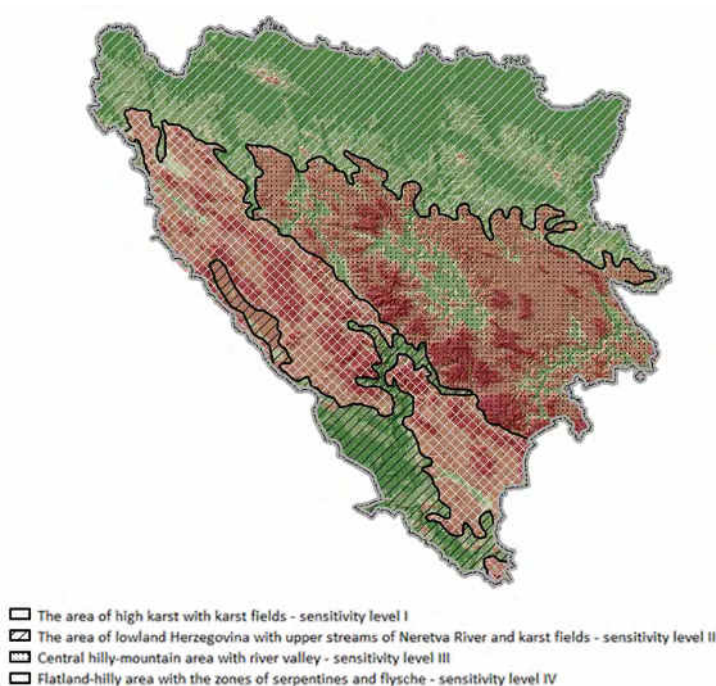 The area of high karst with karst fields - sensitivity level I
The area of lowland Herzegovina with upper streams of Neretva River and karst fields - sensitivity level II
Central hilly-mountain area with river valley - sensitivity level III
Flatland-hilly area with the zones of serpentines and flysche - sensitivity level IV